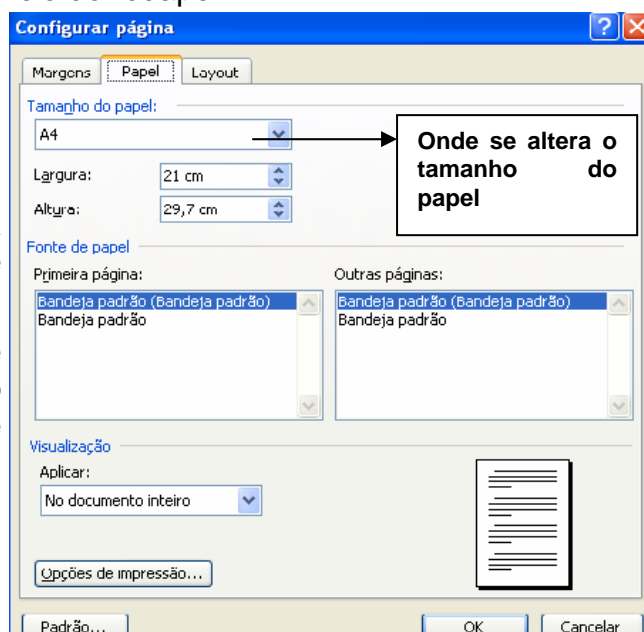 Configurar página
Margens Papel Layout
Tamanho do papel:
A4
Onde se altera o
tamanho do
papel
Largura: 21 cm
Altura: 29,7 cm
Fonte de papel
Primeira página: Outras páginas:
Bandeja padrão (Bandeja padrão) Bandeja padrão (Bandeja padrão)
Bandeja padrão Bandeja padrão
Visualização
Aplicar:
No documento inteiro
Opções de impressão...
Padrão... OK Cancelar